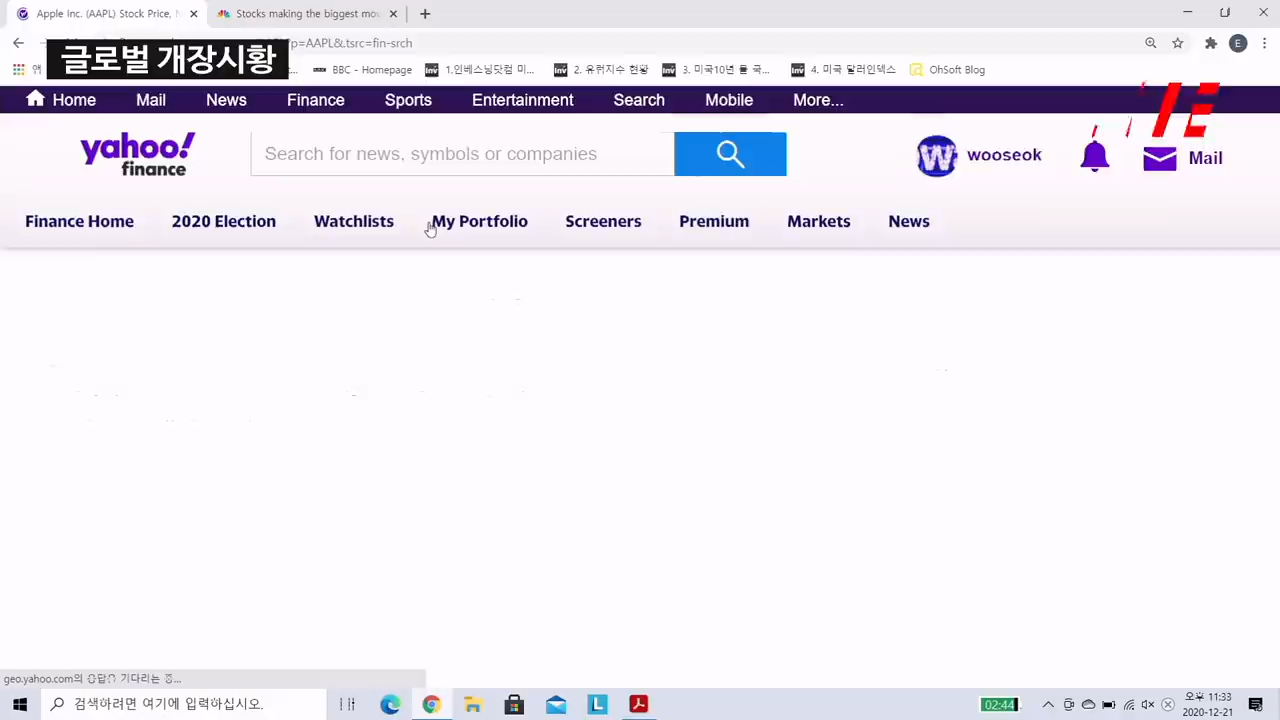 Apple Inc. (AAPL) Stock Price, N
Stocks making the biggest mov
?p=AAPL&.tsrc=fin-srch
글로벌 개장시황
BBC - Homepage
1.인베스닝닷컴 미...
2. 유럽지수 현황
3. 미국10년 물 국...
4. 미국 달러인덱스
OhSoft Blog
Home
Mail
News
Finance
Sports
Entertainment
Search
Mobile
More...
yahoo!
finance
Search for news, symbols or companies
wooseok
Mail
Finance Home
2020 Election
Watchlists
My Portfolio
Screeners
Premium
Markets
News
geo.yahoo.com의 응답을 기다리는 중...
검색하려면 여기에 입력하십시오.
02:44
오후 11:33
2020-12-21